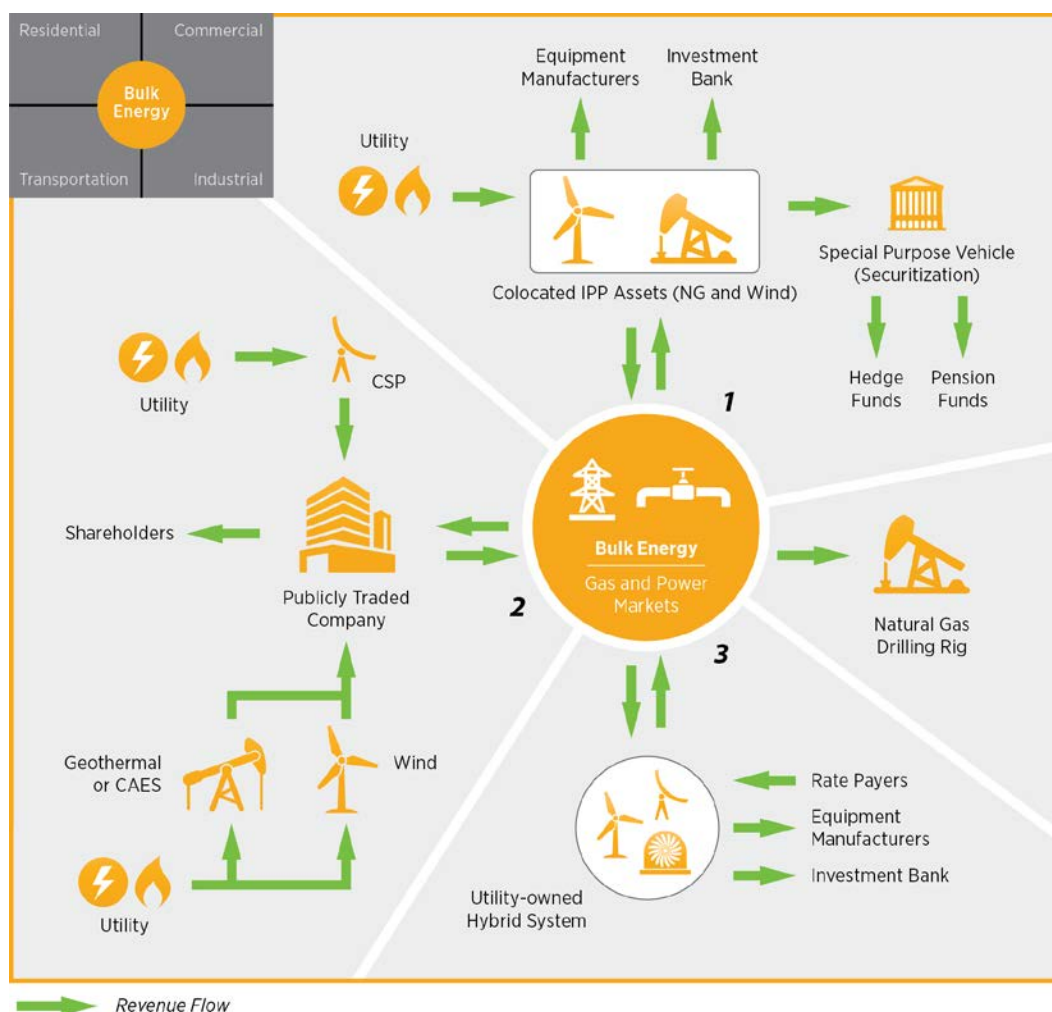 Residential
Commercial
Bulk
Energy
Transportation
Industrial
Equipment
Manufacturers
Investment
Bank
Utility
Colocated IPP Assets (NG and Wind)
Special Purpose Vehicle
(Securitization)
Hedge
Funds
Pension
Funds
1
Utility
CSP
Shareholders
Publicly Traded
Company
2
Geothermal
or CAES
Wind
Utility
Bulk Energy
Gas and Power
Markets
Natural Gas
Drilling Rig
3
Utility-owned
Hybrid System
Rate Payers
Equipment
Manufacturers
Investment Bank
Revenue Flow